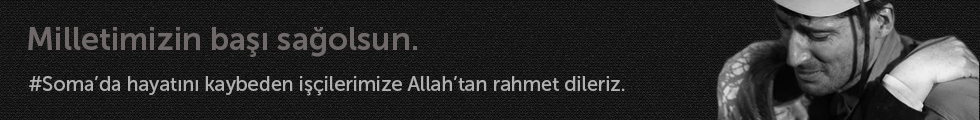 Milletimizin başı sağolsun.
#Soma’da hayatını kaybeden işçilerimize Allah’tan rahmet dileriz.